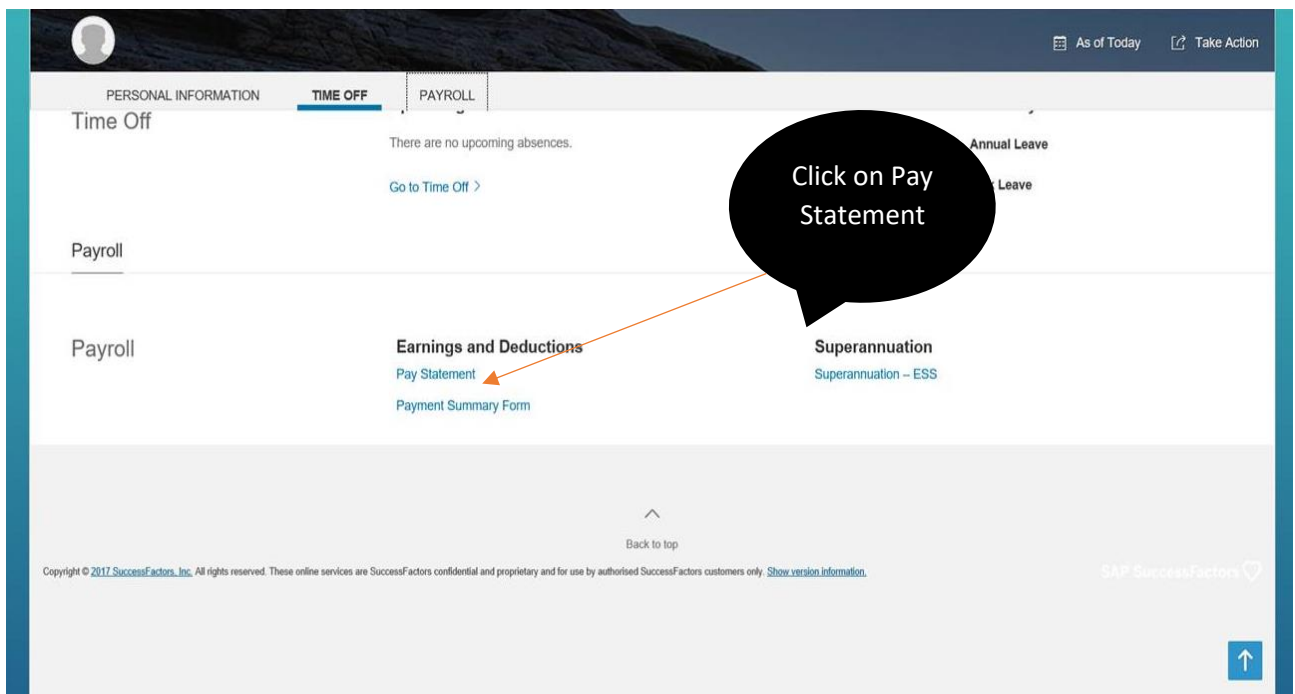 As of Today
Take Action
PERSONAL INFORMATION
TIME OFF
PAYROLL
Time Off
There are no upcoming absences.
Annual Leave
Go to Time Off >
Leave
Click on Pay
Statement
Payroll
Payroll
Earnings and Deductions
Superannuation
Pay Statement
Superannuation – ESS
Payment Summary Form
Back to top
Copyright © 2017 SuccessFactors, Inc. All rights reserved. These online services are SuccessFactors confidential and proprietary and for use by authorised SuccessFactors customers only. Show version information.
SAP SuccessFactors